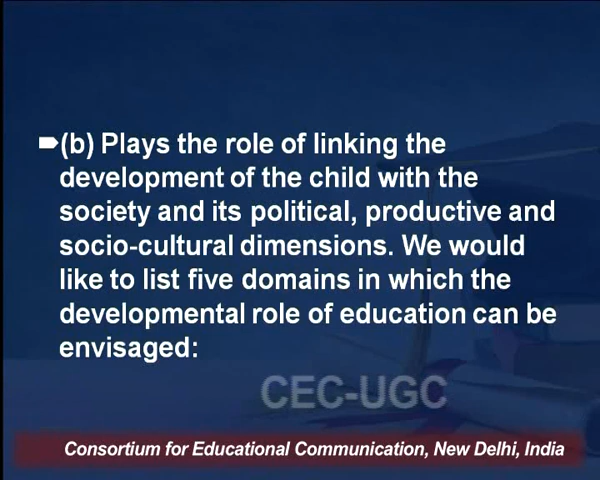 (b) Plays the role of linking the
development of the child with the
society and its political, productive and
socio-cultural dimensions. We would
like to list five domains in which the
developmental role of education can be
envisaged:
CEC-UGC
Consortium for Educational Communication, New Delhi, India